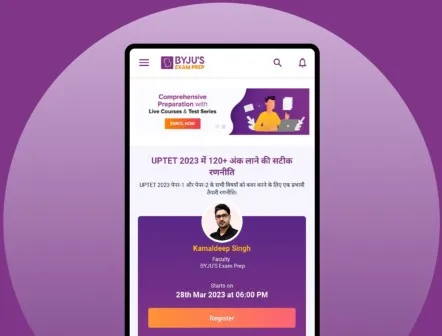 BYJU'S
EXAM PREP
Comprehensive
Preparation with
Live Courses & Test Series
ENROLL NOW
UPTET 2023 में 120+ अंक लाने की सटीक
रणनीति
UPTET 2023 पेपर-1 और पेपर-2 के सभी विषयों को कवर करने के लिए एक प्रभावी
तैयारी रणनीति।
Kamaldeep Singh
Faculty
BYJU'S Exam Prep
Starts on
28th Mar 2023 at 06:00 PM
Register